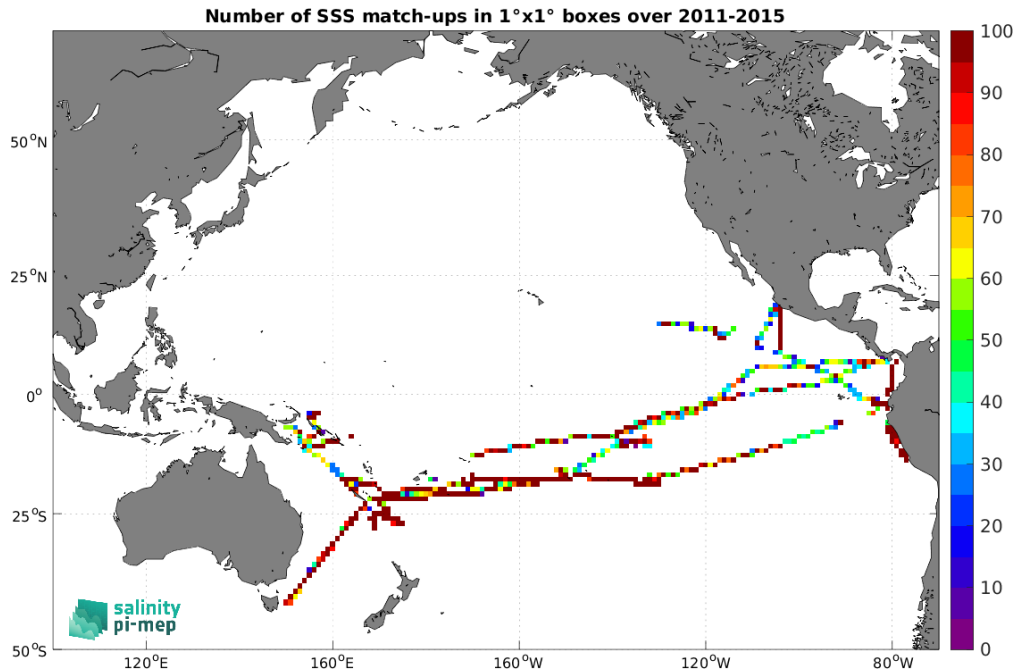 Number of SSS match-ups in 1°x1° boxes over 2011-2015
50°N
25°N
0°
25°S
50°S
120°E
160°E
160°W
120°W
80°W
100
90
80
70
60
50
40
30
20
10
0
salinity
pi-mep